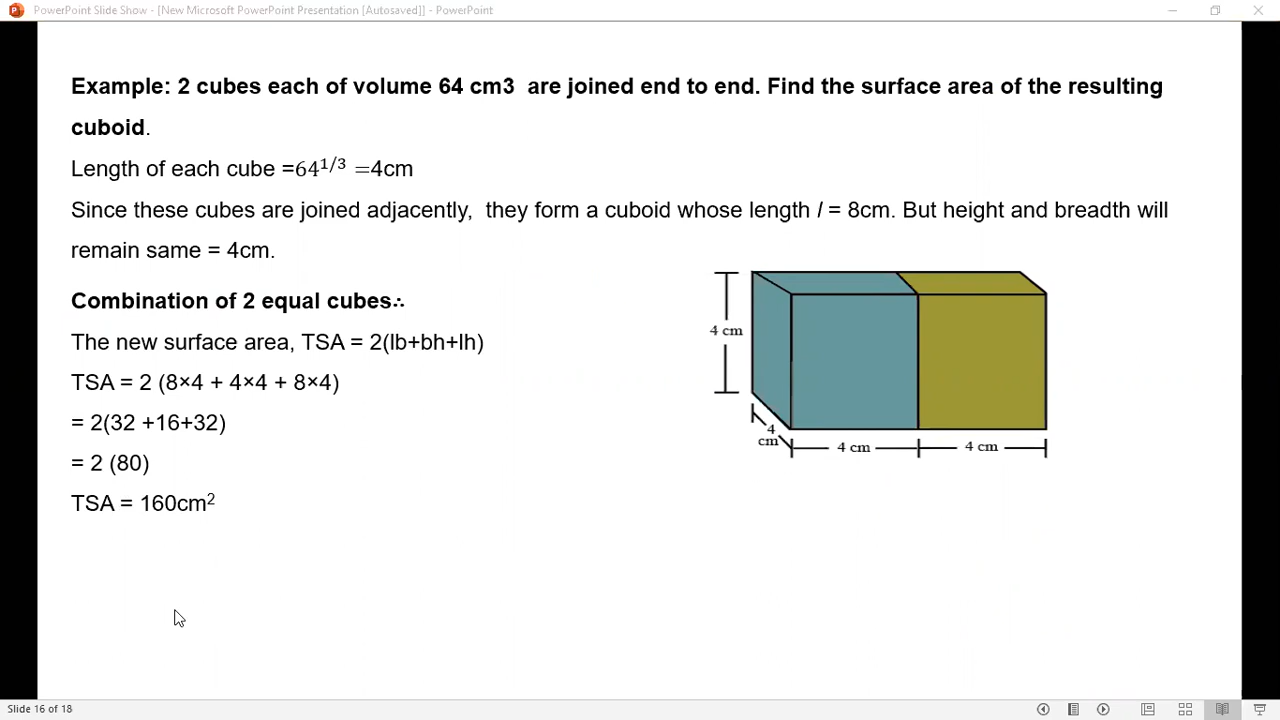 PowerPoint Slide Show - [New Microsoft PowerPoint Presentation [Autosaved]] - PowerPoint
Example: 2 cubes each of volume 64 cm3  are joined end to end. Find the surface area of the resulting
cuboid.
Length of each cube =64^1/3 =4cm
Since these cubes are joined adjacently,  they form a cuboid whose length l = 8cm. But height and breadth will
remain same = 4cm.
Combination of 2 equal cubes∴
The new surface area, TSA = 2(lb+bh+lh)
TSA = 2 (8×4 + 4×4 + 8×4)
= 2(32 +16+32)
= 2 (80)
TSA = 160cm²
4 cm
4
cm
4 cm
4 cm
Slide 16 of 18